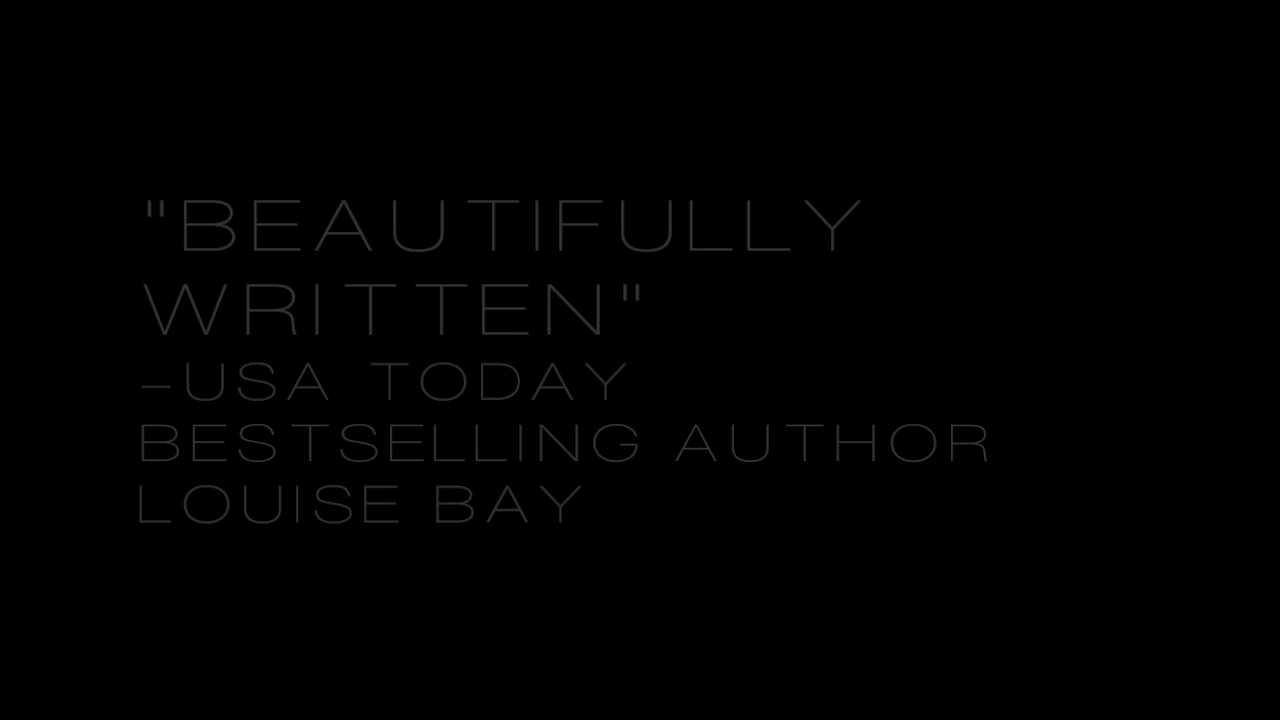 "BEAUTIFULLY
WRITTEN"
-USA TODAY
BESTSELLING AUTHOR
LOUISE BAY